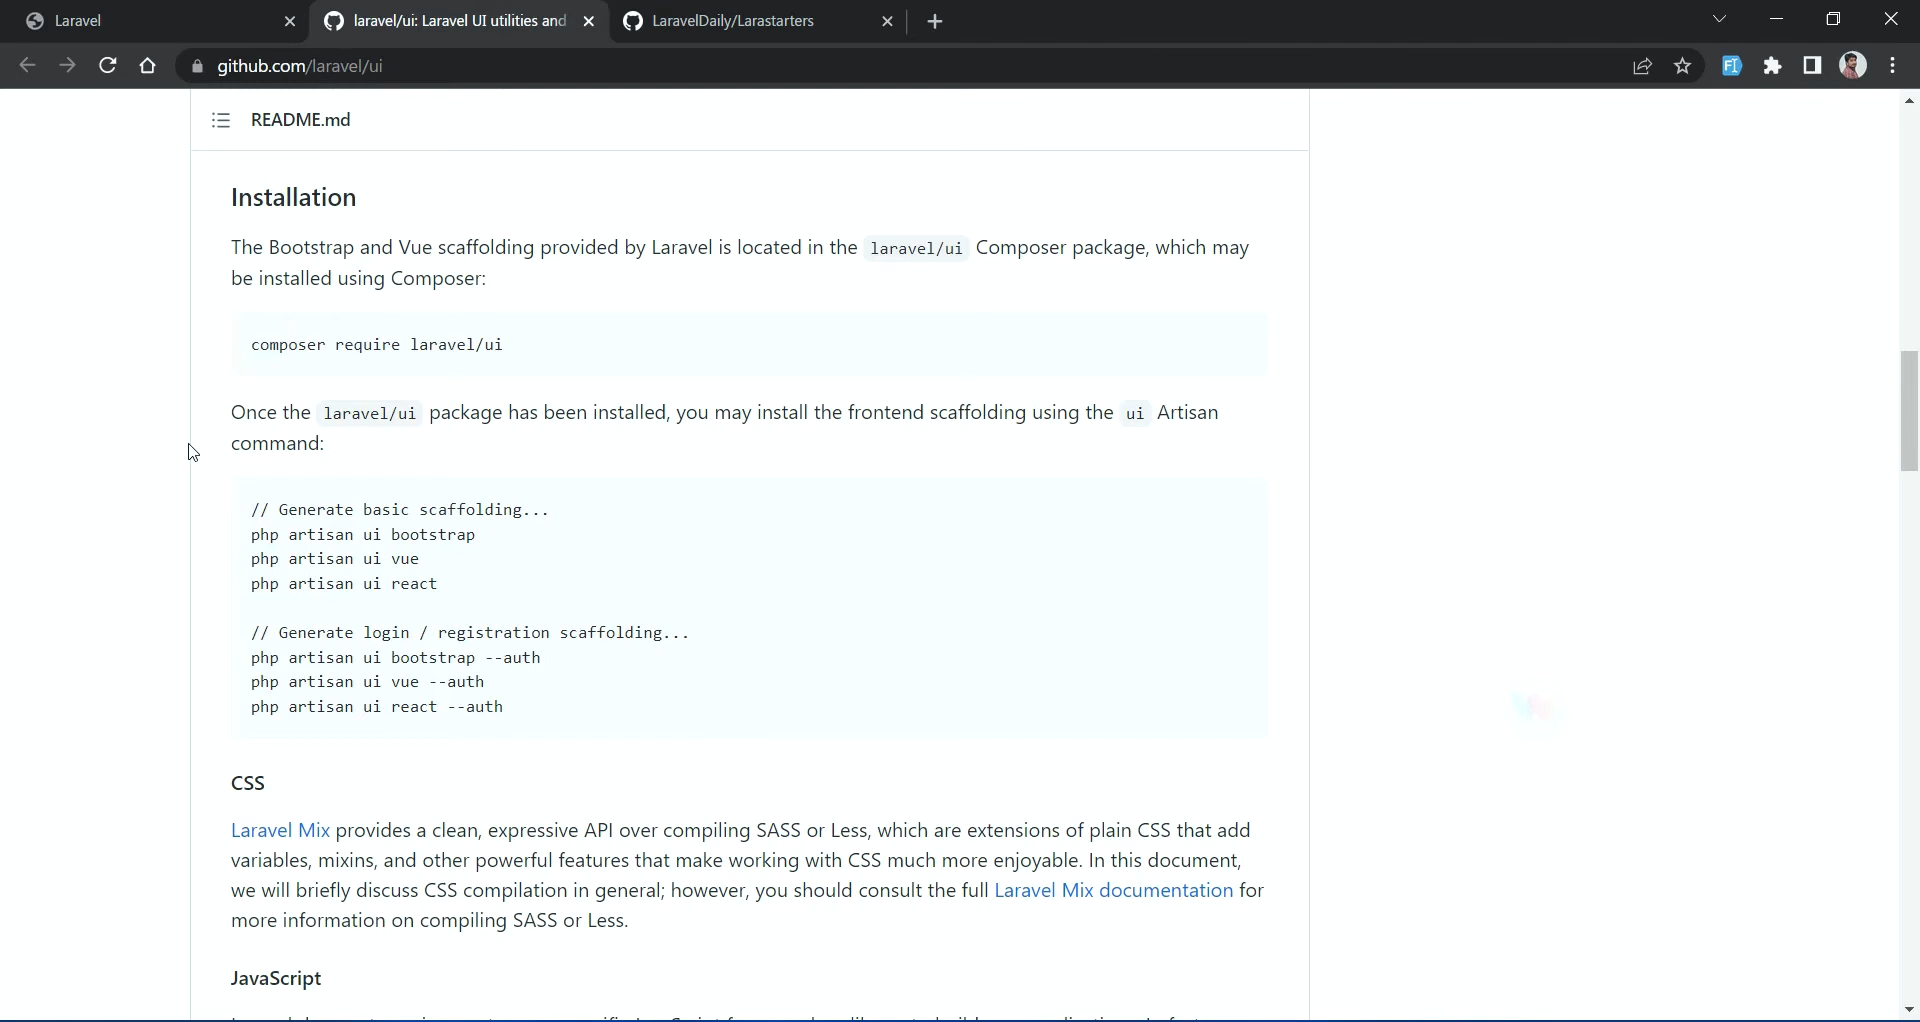 Laravel
laravel/ui: Laravel UI utilities and
LaravelDaily/Larastarters
github.com/laravel/ui
README.md
Installation
The Bootstrap and Vue scaffolding provided by Laravel is located in the laravel/ui Composer package, which may
be installed using Composer:
composer require laravel/ui
Once the laravel/ui package has been installed, you may install the frontend scaffolding using the ui Artisan
command:
// Generate basic scaffolding...
php artisan ui bootstrap
php artisan ui vue
php artisan ui react
// Generate login / registration scaffolding...
php artisan ui bootstrap --auth
php artisan ui vue --auth
php artisan ui react --auth
CSS
Laravel Mix provides a clean, expressive API over compiling SASS or Less, which are extensions of plain CSS that add
variables, mixins, and other powerful features that make working with CSS much more enjoyable. In this document,
we will briefly discuss CSS compilation in general; however, you should consult the full Laravel Mix documentation for
more information on compiling SASS or Less.
JavaScript